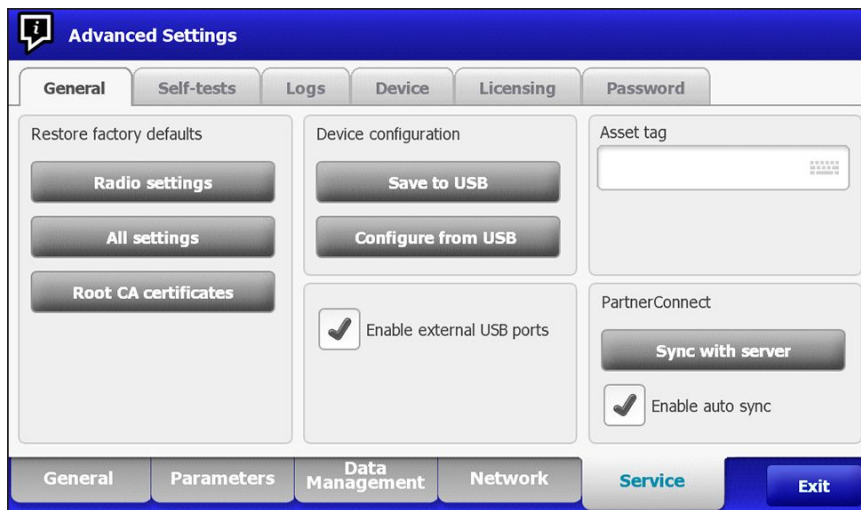 Advanced Settings
General
Self-tests
Logs
Device
Licensing
Password
Restore factory defaults
Radio settings
All settings
Root CA certificates
Device configuration
Save to USB
Configure from USB
Enable external USB ports
Asset tag
PartnerConnect
Sync with server
Enable auto sync
General
Parameters
Data
Management
Network
Service
Exit